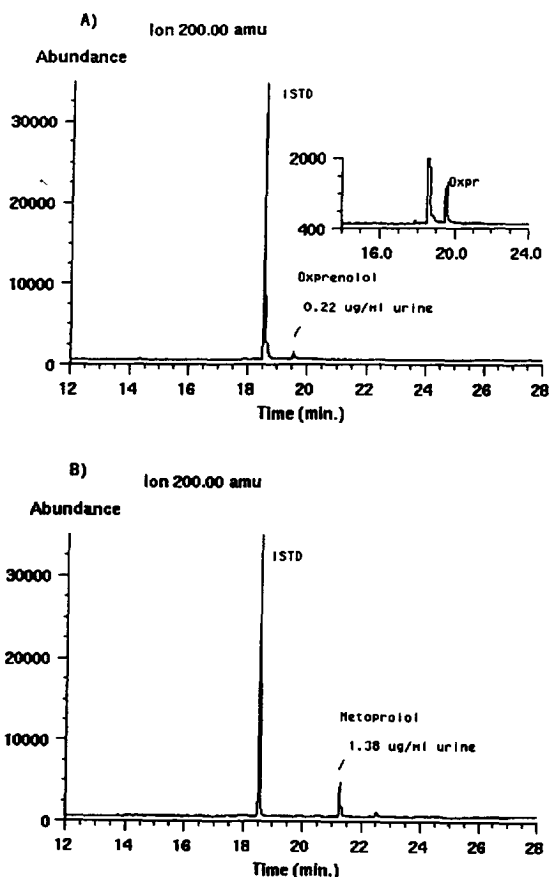 A)
Ion 200.00 amu
Abundance
30000
20000
10000
0
ISTD
2000
400
Oxpr
16.0 20.0 24.0
Oxprenolol
0.22 ug/Ml urine
12 14 16 18 20 22 24 26 28
Time (min.)
B)
Ion 200.00 amu
Abundance
30000
20000
10000
0
ISTD
Metoprolol
1.38 ug/Ml urine
12 14 16 18 20 22 24 26 28
Time (min.)